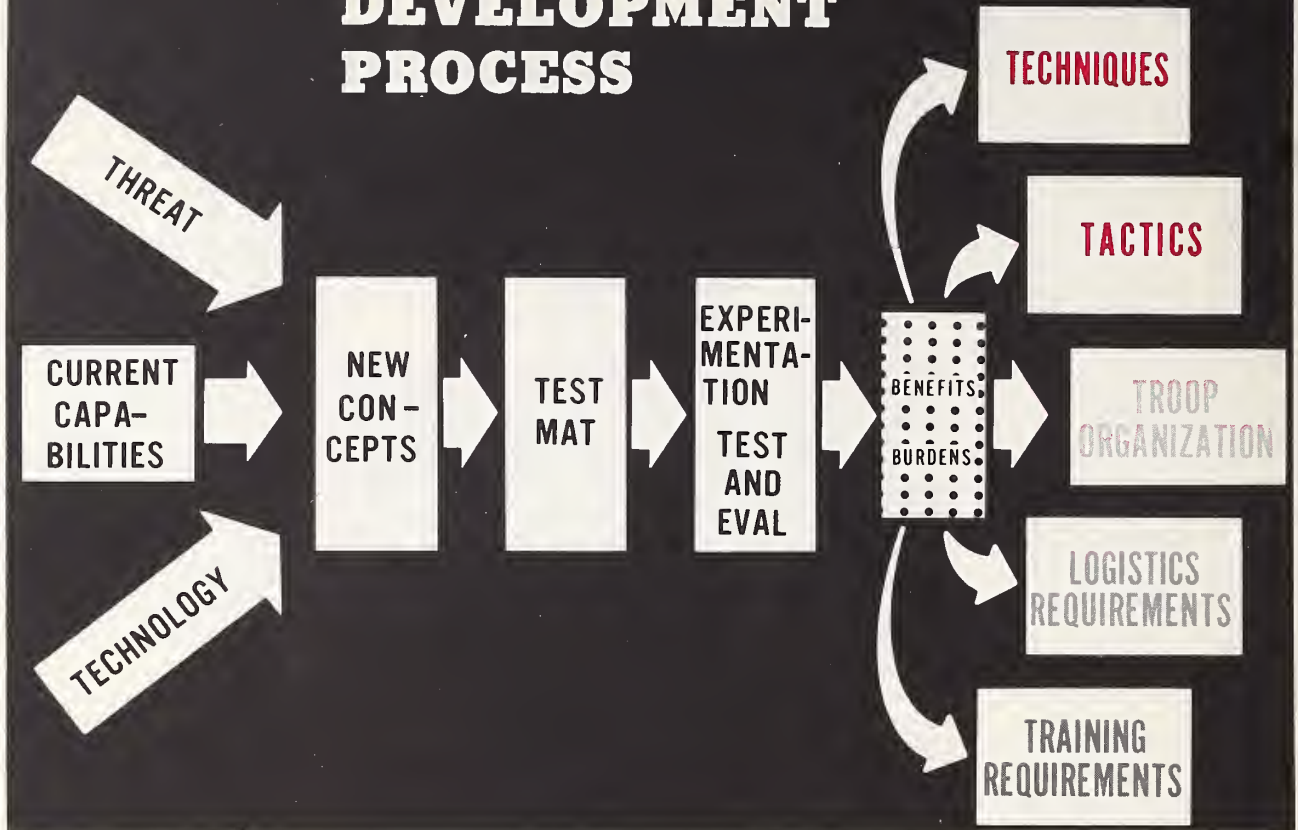 DEVELOPMENT
PROCESS
THREAT
CURRENT
CAPA-
BILITIES
TECHNOLOGY
NEW
CON-
CEPTS
TEST
MAT
EXPERI-
MENTA-
TION
TEST
AND
EVAL
BENEFITS
BURDENS
TECHNIQUES
TACTICS
TROOP
ORGANIZATION
LOGISTICS
REQUIREMENTS
TRAINING
REQUIREMENTS